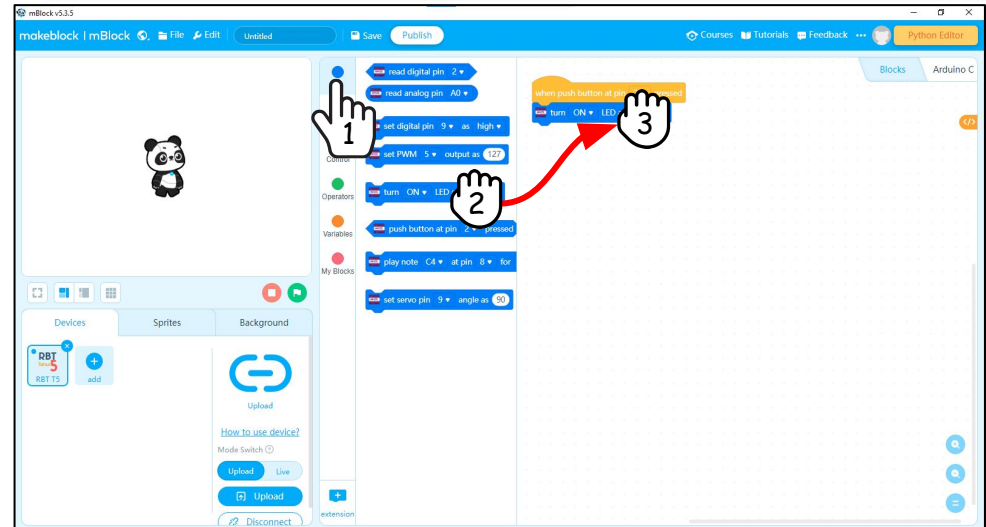 mBlock v5.3.5
makeblock | mBlock File Edit Untitled Save Publish Courses Tutorials Feedback Python Editor
Blocks Arduino C
read digital pin 2
read analog pin A0
set digital pin 9 as high
set PWM 5 output as 127
turn ON LED
push button at pin 2 pressed
play note C4 at pin 8 for
set servo pin 9 angle as 90
1
2
Control
Operators
Variables
My Blocks
extension
when push button at pin
turn ON LED
3
</>
Devices Sprites Background
RBT
5
RBT T5
add
Upload
How to use device?
Mode Switch
Upload Live
Upload
Disconnect